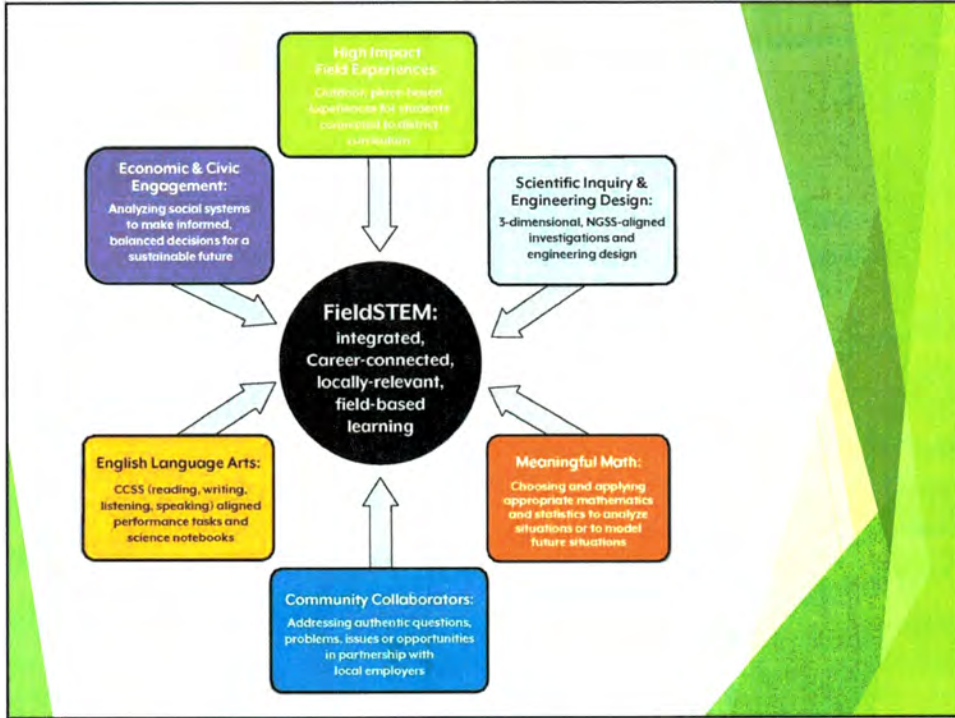 High Impact
Field Experiences
Outdoor, place-based
experiences for students
connected to district
curriculum
Economic & Civic
Engagement:
Analyzing social systems
to make informed,
balanced decisions for a
sustainable future
Scientific Inquiry &
Engineering Design:
3-dimensional, NGSS-aligned
investigations and
engineering design
FieldSTEM:
integrated,
Career-connected,
locally-relevant,
field-based
learning
English Language Arts:
CCSS (reading, writing,
listening, speaking) aligned
performance tasks and
science notebooks
Meaningful Math:
Choosing and applying
appropriate mathematics
and statistics to analyze
situations or to model
future situations
Community Collaborators:
Addressing authentic questions,
problems, issues or opportunities
in partnership with
local employers